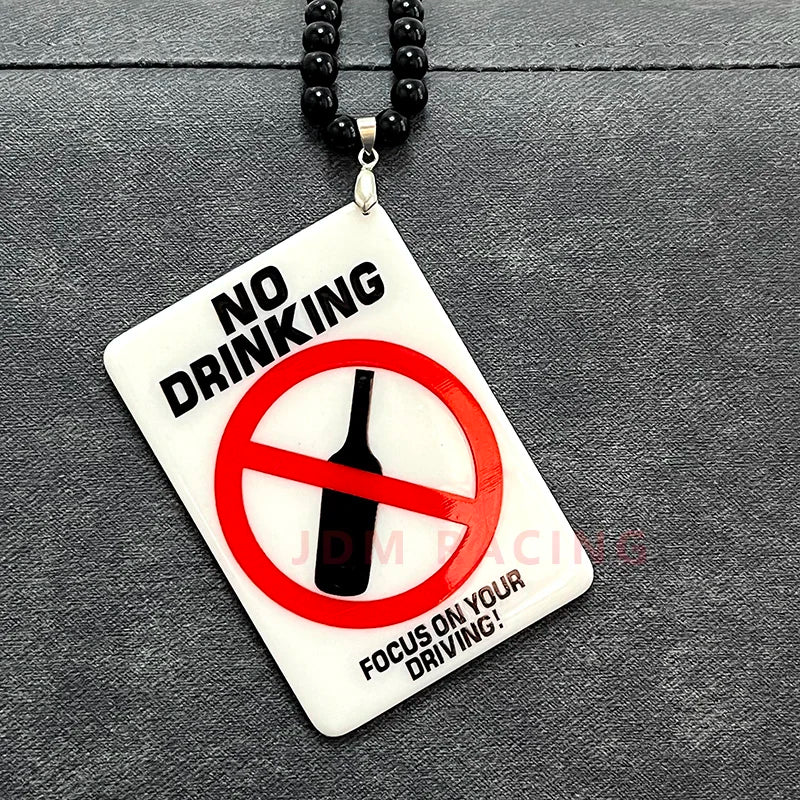 NO
DRINKING
JDM RACING
FOCUS ON YOUR
DRIVING!